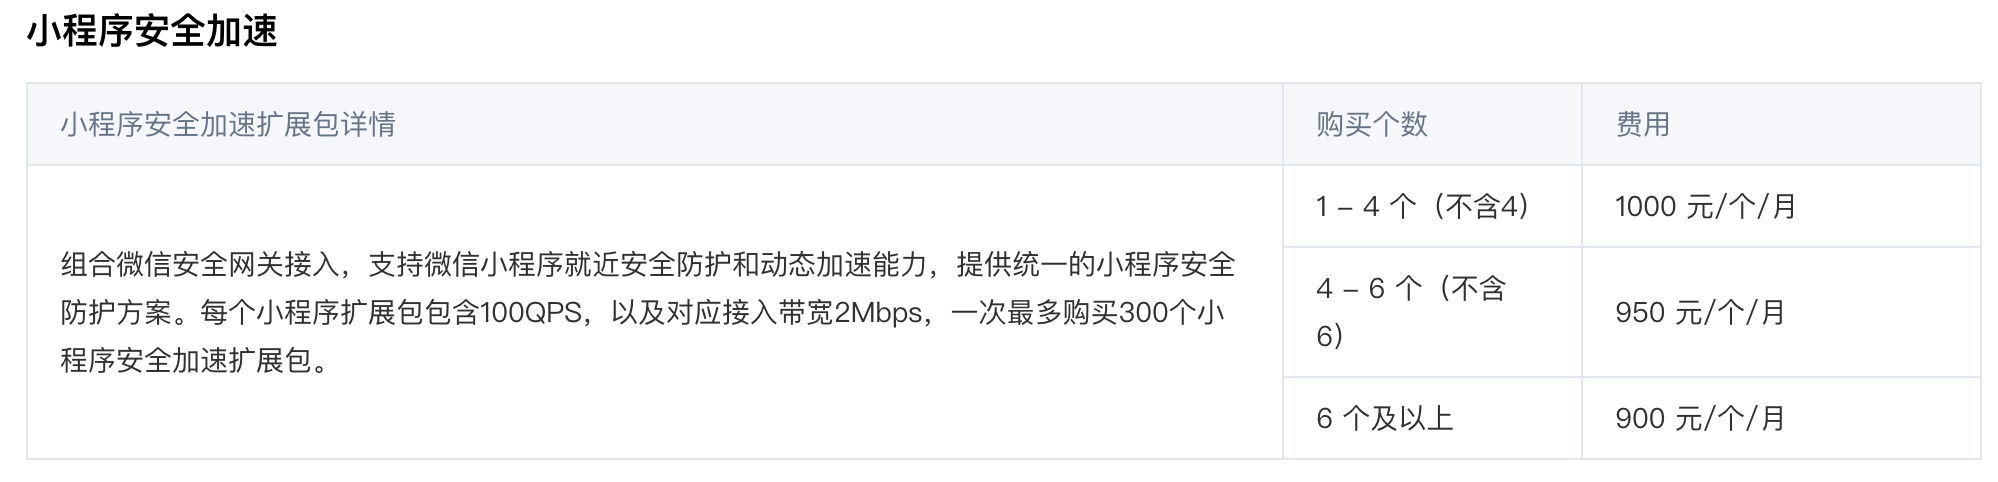 小程序安全加速
小程序安全加速扩展包详情
购买个数
费用
组合微信安全网关接入，支持微信小程序就近安全防护和动态加速能力，提供统一的小程序安全
防护方案。每个小程序扩展包包含100QPS，以及对应接入带宽2Mbps，一次最多购买300个小
程序安全加速扩展包。
1 – 4 个（不含4）
1000 元/个/月
4 – 6 个（不含
6）
950 元/个/月
6 个及以上
900 元/个/月